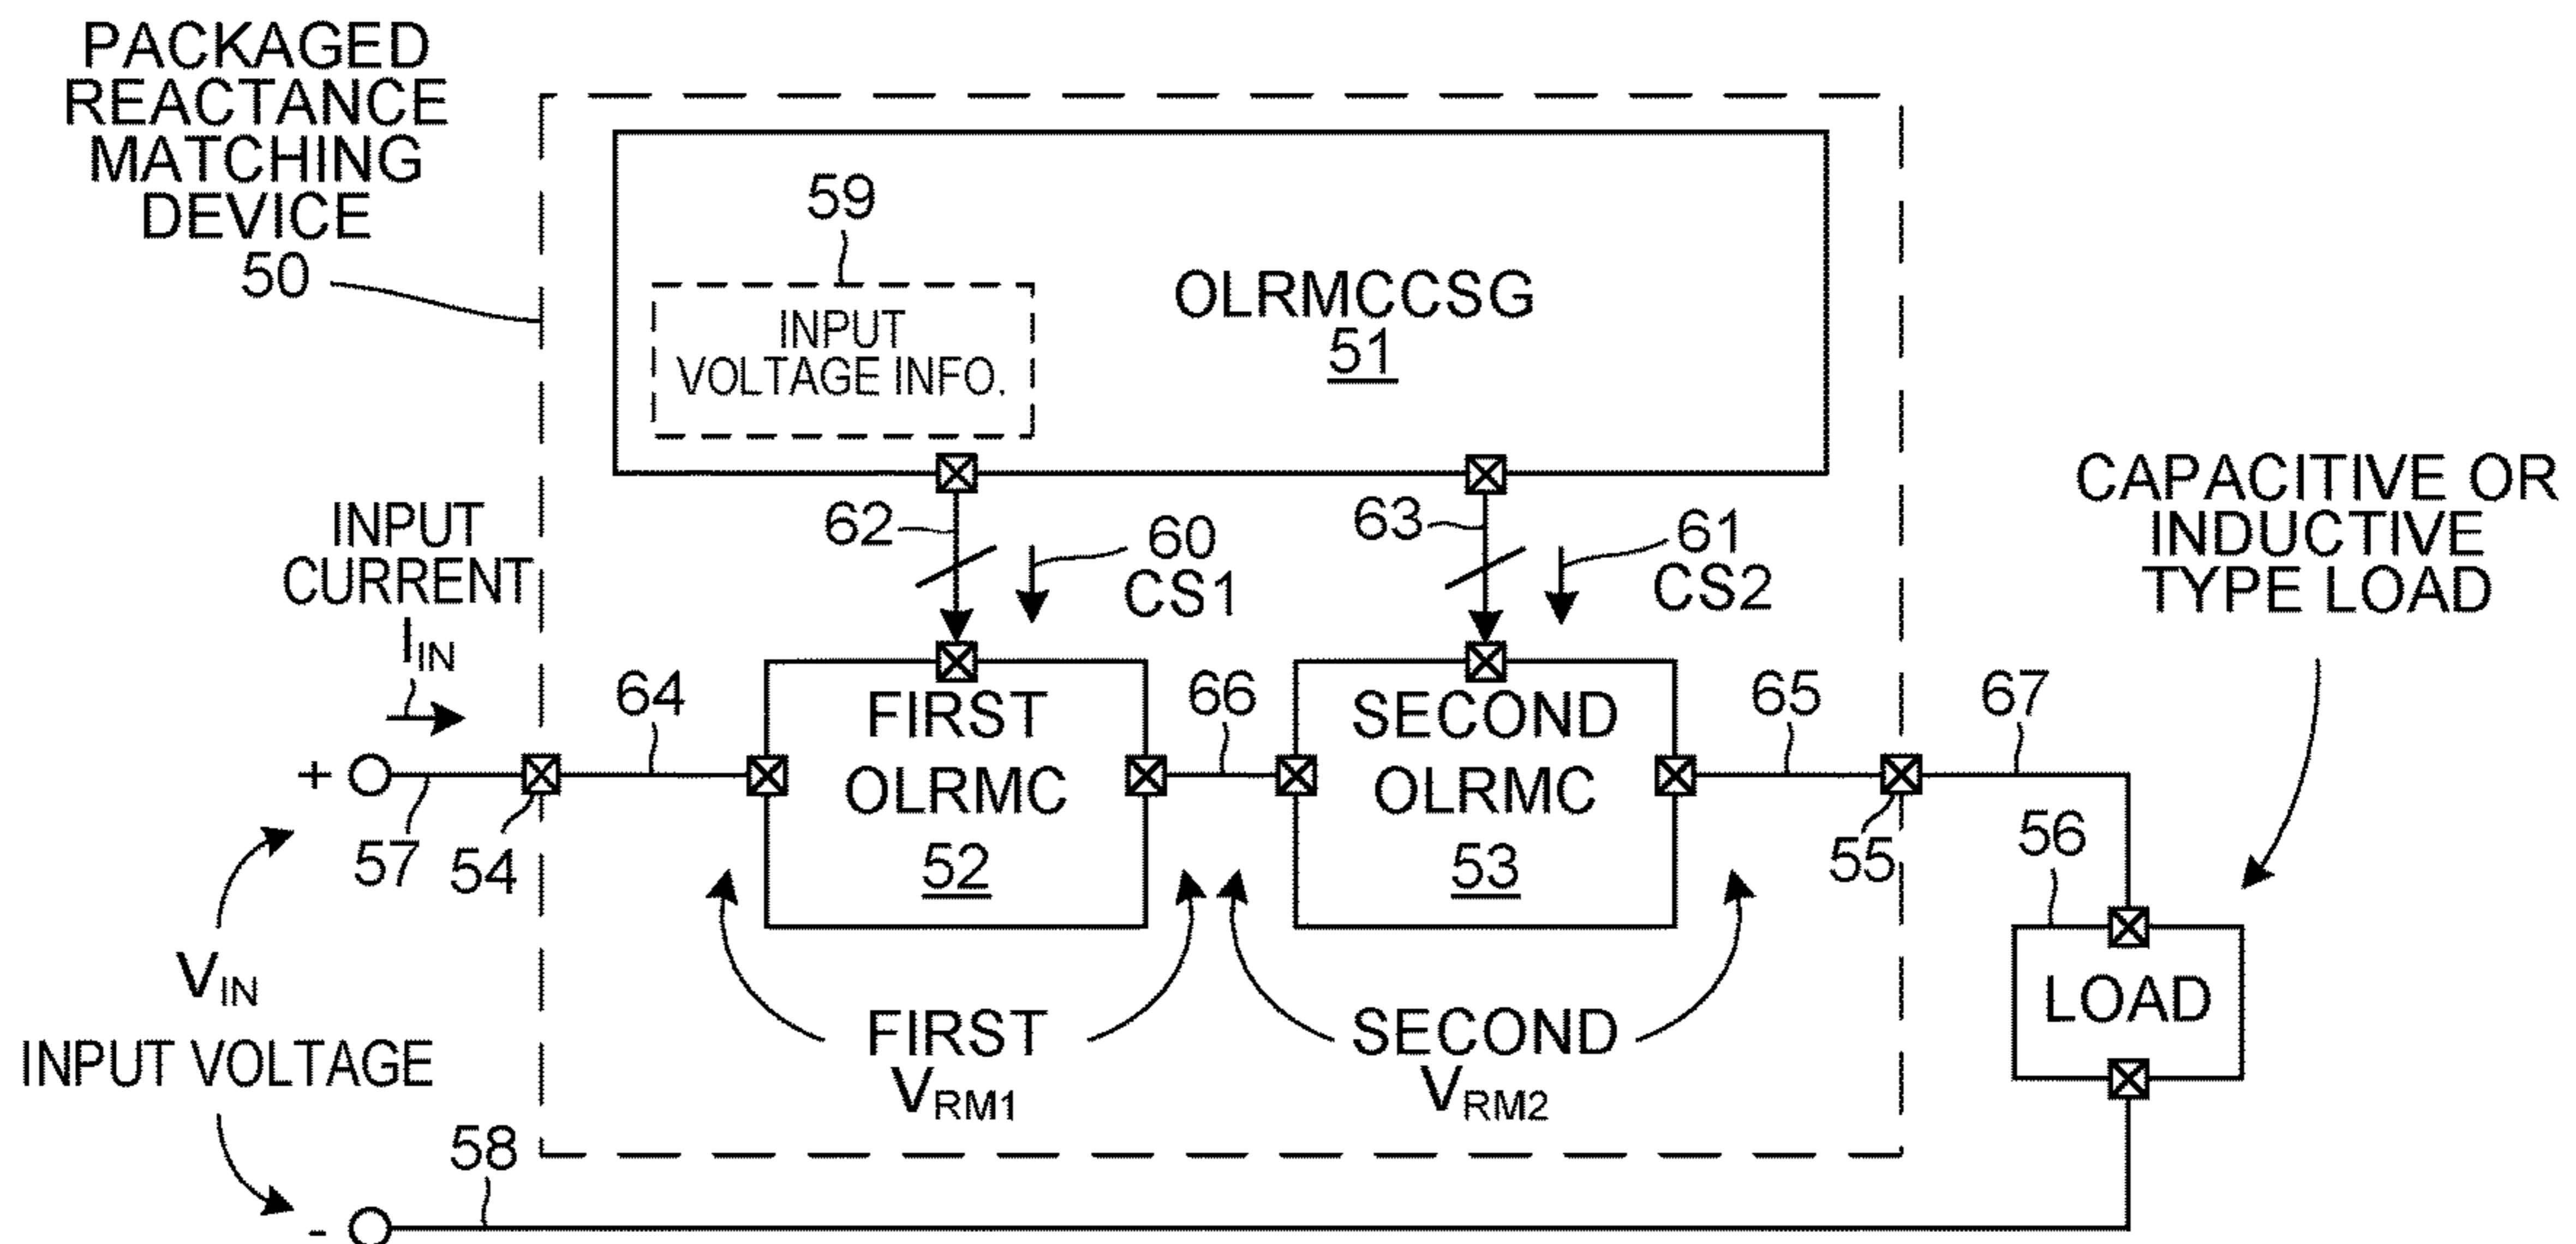 PACKAGED
REACTANCE
MATCHING
DEVICE
50
59
INPUT
VOLTAGE INFO.
OLRMCCSG
51
62
60
CS1
63
61
CS2
CAPACITIVE OR
INDUCTIVE
TYPE LOAD
INPUT
CURRENT
IIN
64
FIRST
OLRMC
52
66
SECOND
OLRMC
53
65
67
+
57
54
55
56
LOAD
VIN
INPUT VOLTAGE
FIRST
VRM1
SECOND
VRM2
58
-